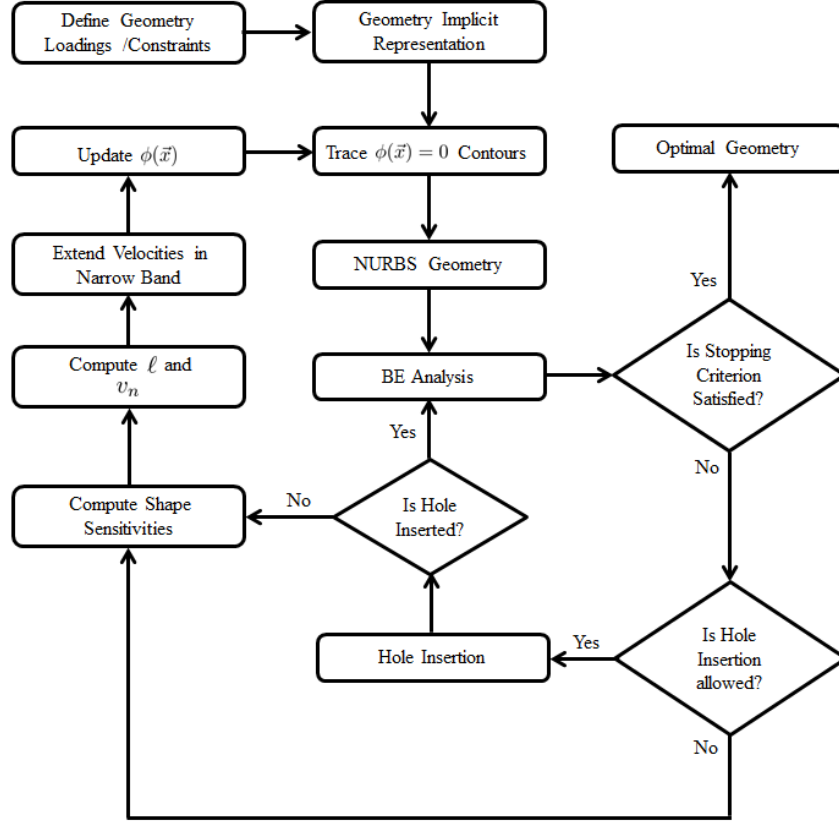 Define Geometry
Loadings /Constraints
Geometry Implicit
Representation
Update ϕ(x⃗)
Trace ϕ(x⃗) = 0 Contours
Optimal Geometry
Extend Velocities in
Narrow Band
NURBS Geometry
Yes
Compute ℓ and
vₙ
BE Analysis
Is Stopping
Criterion
Satisfied?
Yes
No
Compute Shape
Sensitivities
No
Is Hole
Inserted?
Hole Insertion
Yes
Is Hole
Insertion
allowed?
No